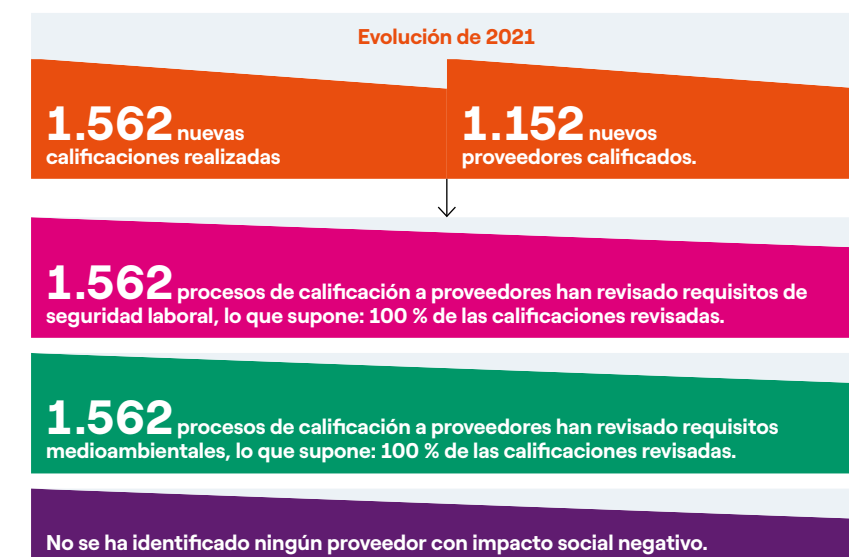 Evolución de 2021
1.562 nuevas
calificaciones realizadas
1.152 nuevos
proveedores calificados.
1.562 procesos de calificación a proveedores han revisado requisitos de
seguridad laboral, lo que supone: 100 % de las calificaciones revisadas.
1.562 procesos de calificación a proveedores han revisado requisitos
medioambientales, lo que supone: 100 % de las calificaciones revisadas.
No se ha identificado ningún proveedor con impacto social negativo.